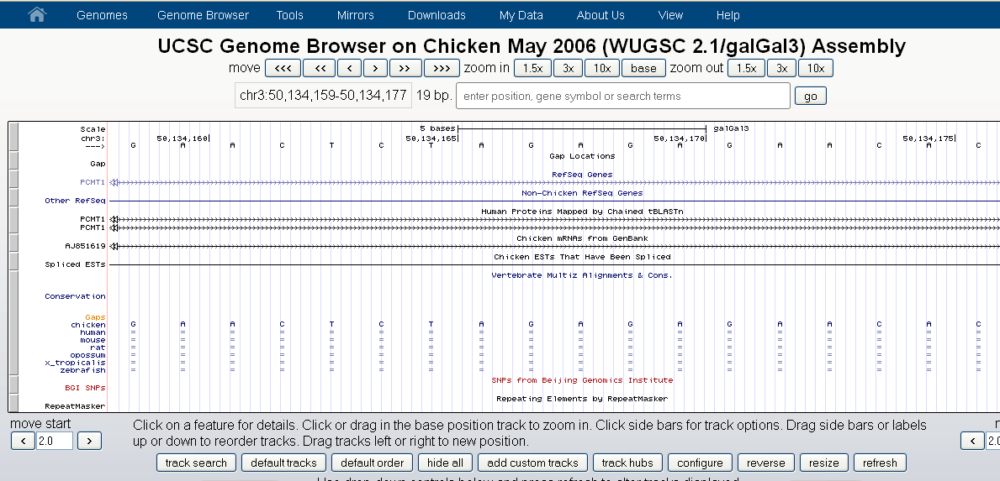 Genomes Genome Browser Tools Mirrors Downloads My Data About Us View Help
UCSC Genome Browser on Chicken May 2006 (WUGSC 2.1/galGal3) Assembly
move <<< << < > >> >>> zoom in 1.5x 3x 10x base zoom out 1.5x 3x 10x
chr3:50,134,159-50,134,177 19 bp. enter position, gene symbol or search terms go
Scale 5 bases galGal3
chr3: 50,134,160 50,134,165 50,134,170 50,134,175
---> G A A C T C T A G A G A G A A C A C
Gap Locations
Gap
RefSeq Genes
PCMT1
Non-Chicken RefSeq Genes
Other RefSeq
Human Proteins Mapped by Chained tBLASTn
PCMT1
PCMT1
Chicken mRNAs from GenBank
AJ851619
Chicken ESTs That Have Been Spliced
Spliced ESTs
Vertebrate Multiz Alignments & Cons.
Conservation
Gaps
chicken G A A C T C T A G A G A G A A C A C
human = = = = = = = = = = = = = = = = = =
mouse = = = = = = = = = = = = = = = = = =
rat = = = = = = = = = = = = = = = = = =
opossum = = = = = = = = = = = = = = = = = =
x_tropicalis = = = = = = = = = = = = = = = = = =
zebrafish = = = = = = = = = = = = = = = = = =
SNPs from Beijing Genomics Institute
BGI SNPs
Repeating Elements by RepeatMasker
RepeatMasker
move start
< 2.0 >
Click on a feature for details. Click or drag in the base position track to zoom in. Click side bars for track options. Drag side bars or labels
up or down to reorder tracks. Drag tracks left or right to new position.
< 2.0
track search default tracks default order hide all add custom tracks track hubs configure reverse resize refresh